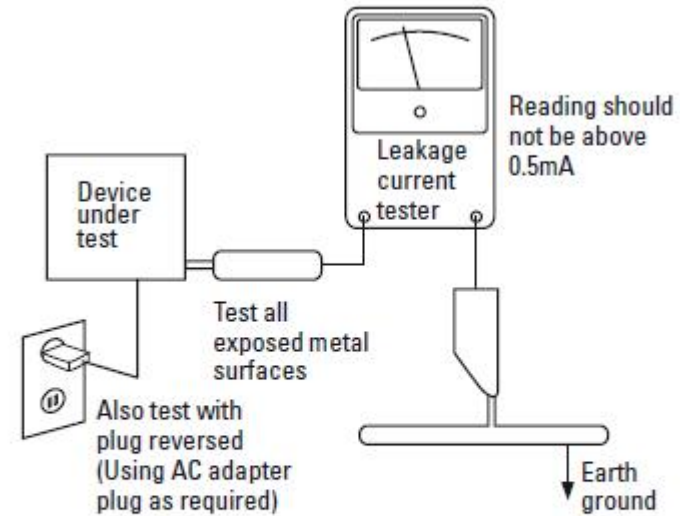 Reading should
not be above
0.5mA
Leakage
current
tester
Device
under
test
Test all
exposed metal
surfaces
Also test with
plug reversed
(Using AC adapter
plug as required)
Earth
ground